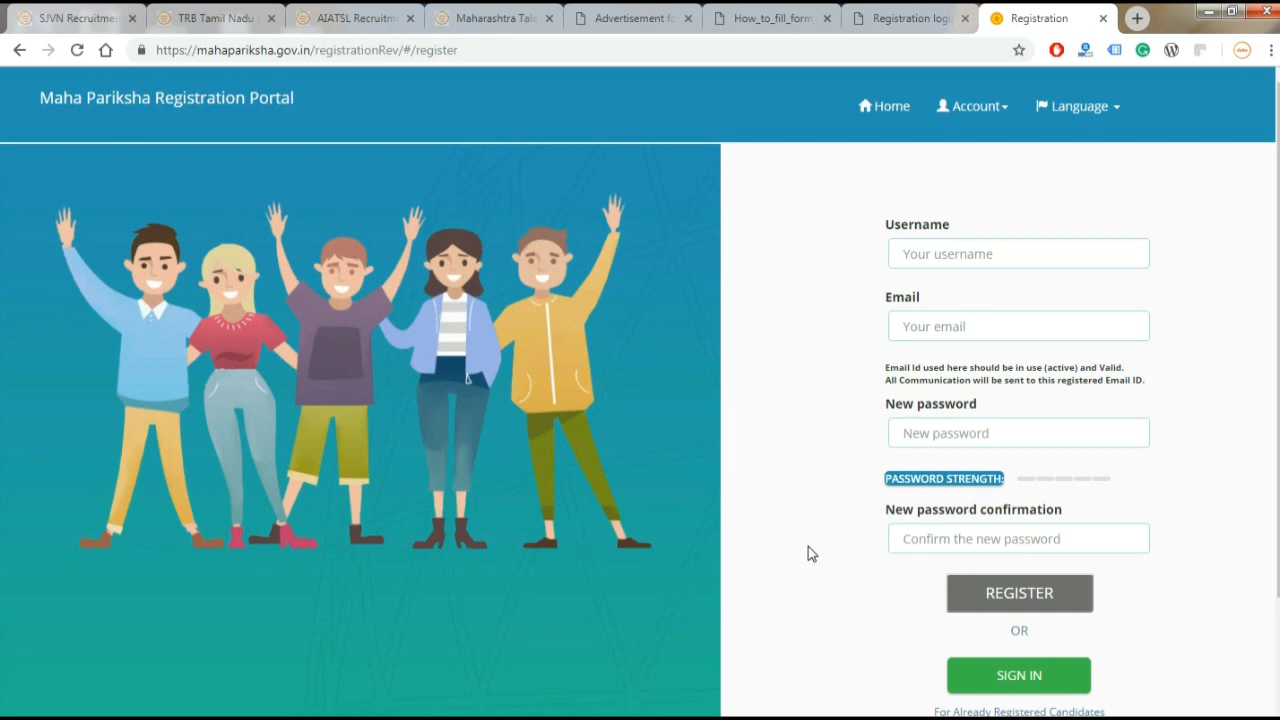 SJVN Recruitmen
TRB Tamil Nadu
AIATSL Recruitm
Maharashtra Tala
Advertisement fo
How_to_fill_form
Registration logi
Registration
https://mahapariksha.gov.in/registrationRev/#/register
Maha Pariksha Registration Portal
Home
Account
Language
Username
Your username
Email
Your email
Email Id used here should be in use (active) and Valid.
All Communication will be sent to this registered Email ID.
New password
New password
PASSWORD STRENGTH:
New password confirmation
Confirm the new password
REGISTER
OR
SIGN IN
For Already Registered Candidates